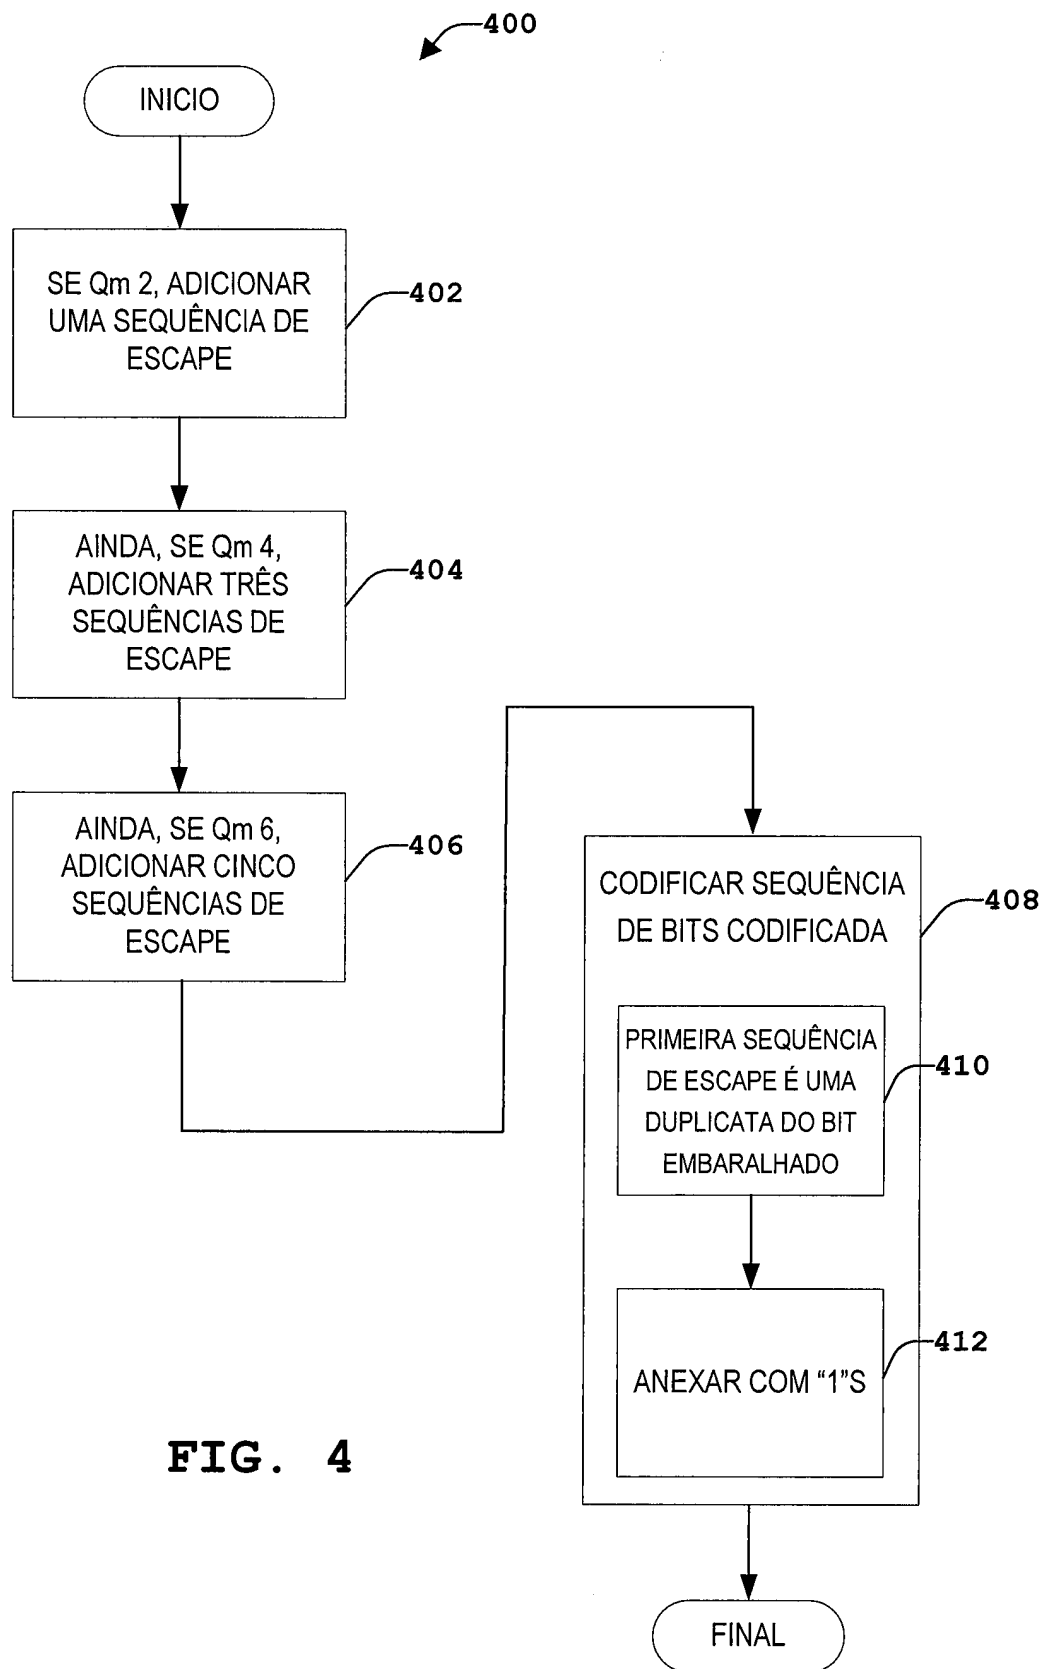 400
INICIO
SE Qm 2, ADICIONAR
UMA SEQUÊNCIA DE
ESCAPE
402
AINDA, SE Qm 4,
ADICIONAR TRÊS
SEQUÊNCIAS DE
ESCAPE
404
AINDA, SE Qm 6,
ADICIONAR CINCO
SEQUÊNCIAS DE
ESCAPE
406
CODIFICAR SEQUÊNCIA
DE BITS CODIFICADA
408
PRIMEIRA SEQUÊNCIA
DE ESCAPE É UMA
DUPLICATA DO BIT
EMBARALHADO
410
ANEXAR COM “1”S
412
FIG. 4
FINAL